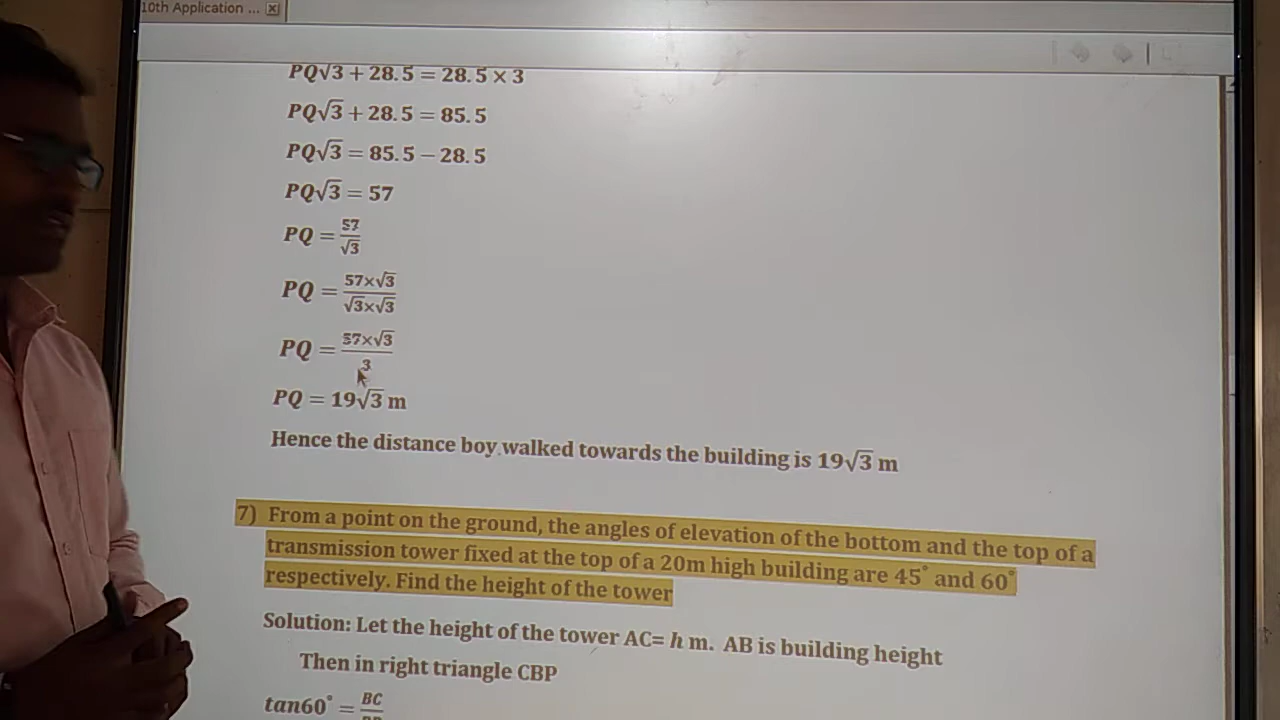 10th Application ...
PQ√3 + 28.5 = 28.5 × 3
PQ√3 + 28.5 = 85.5
PQ√3 = 85.5 − 28.5
PQ√3 = 57
PQ = 57/√3
PQ = 57×√3/√3×√3
PQ = 57×√3/3
PQ = 19√3 m
Hence the distance boy walked towards the building is 19√3 m
7) From a point on the ground, the angles of elevation of the bottom and the top of a
transmission tower fixed at the top of a 20m high building are 45° and 60°
respectively. Find the height of the tower
Solution: Let the height of the tower AC= h m. AB is building height
Then in right triangle CBP
tan60° = BC